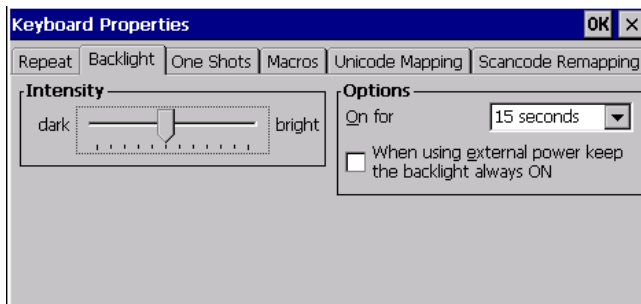 Keyboard Properties OK ×
Repeat Backlight One Shots Macros Unicode Mapping Scancode Remapping
Intensity
dark bright
Options
On for 15 seconds
When using external power keep
the backlight always ON